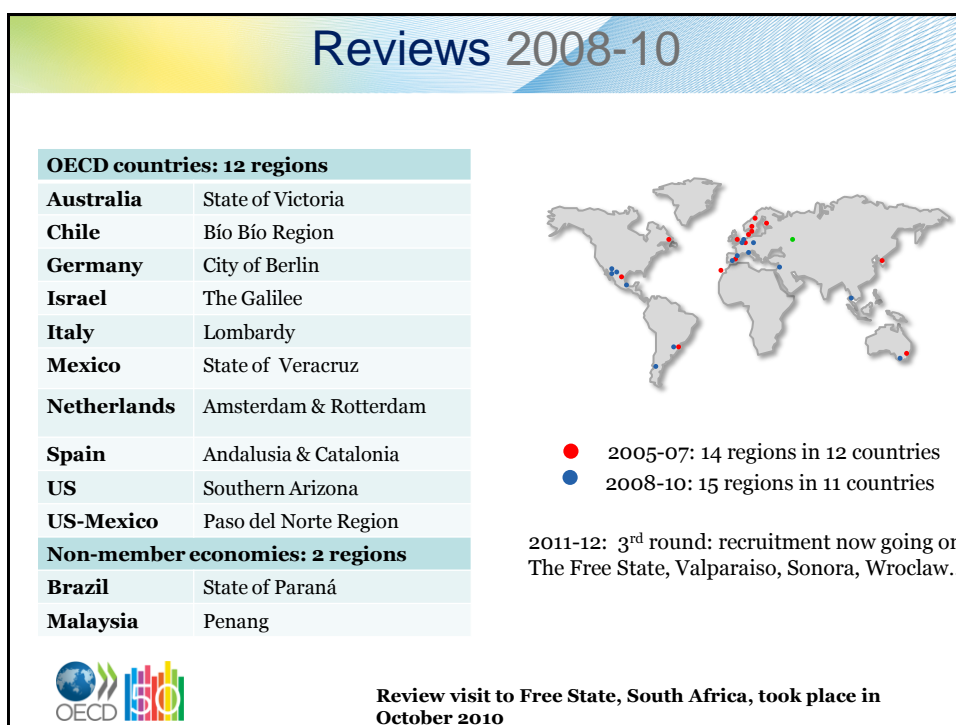 Reviews 2008-10
OECD countries: 12 regions
Australia State of Victoria
Chile Bío Bío Region
Germany City of Berlin
Israel The Galilee
Italy Lombardy
Mexico State of Veracruz
Netherlands Amsterdam & Rotterdam
Spain Andalusia & Catalonia
US Southern Arizona
US-Mexico Paso del Norte Region
Non-member economies: 2 regions
Brazil State of Paraná
Malaysia Penang
2005-07: 14 regions in 12 countries
2008-10: 15 regions in 11 countries
2011-12: 3rd round: recruitment now going on
The Free State, Valparaiso, Sonora, Wroclaw..
OECD 50
Review visit to Free State, South Africa, took place in
October 2010